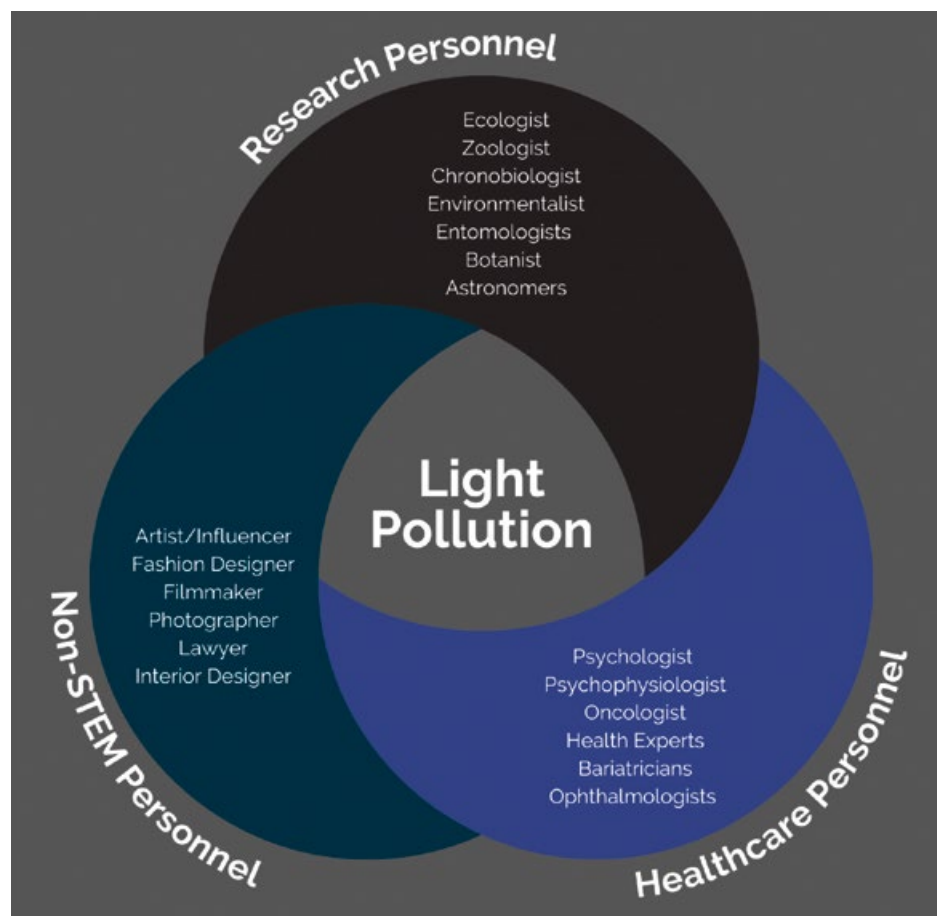 Research Personnel
Ecologist
Zoologist
Chronobiologist
Environmentalist
Entomologists
Botanist
Astronomers
Light
Pollution
Non-STEM Personnel
Artist/Influencer
Fashion Designer
Filmmaker
Photographer
Lawyer
Interior Designer
Healthcare Personnel
Psychologist
Psychophysiologist
Oncologist
Health Experts
Bariatricians
Ophthalmologists